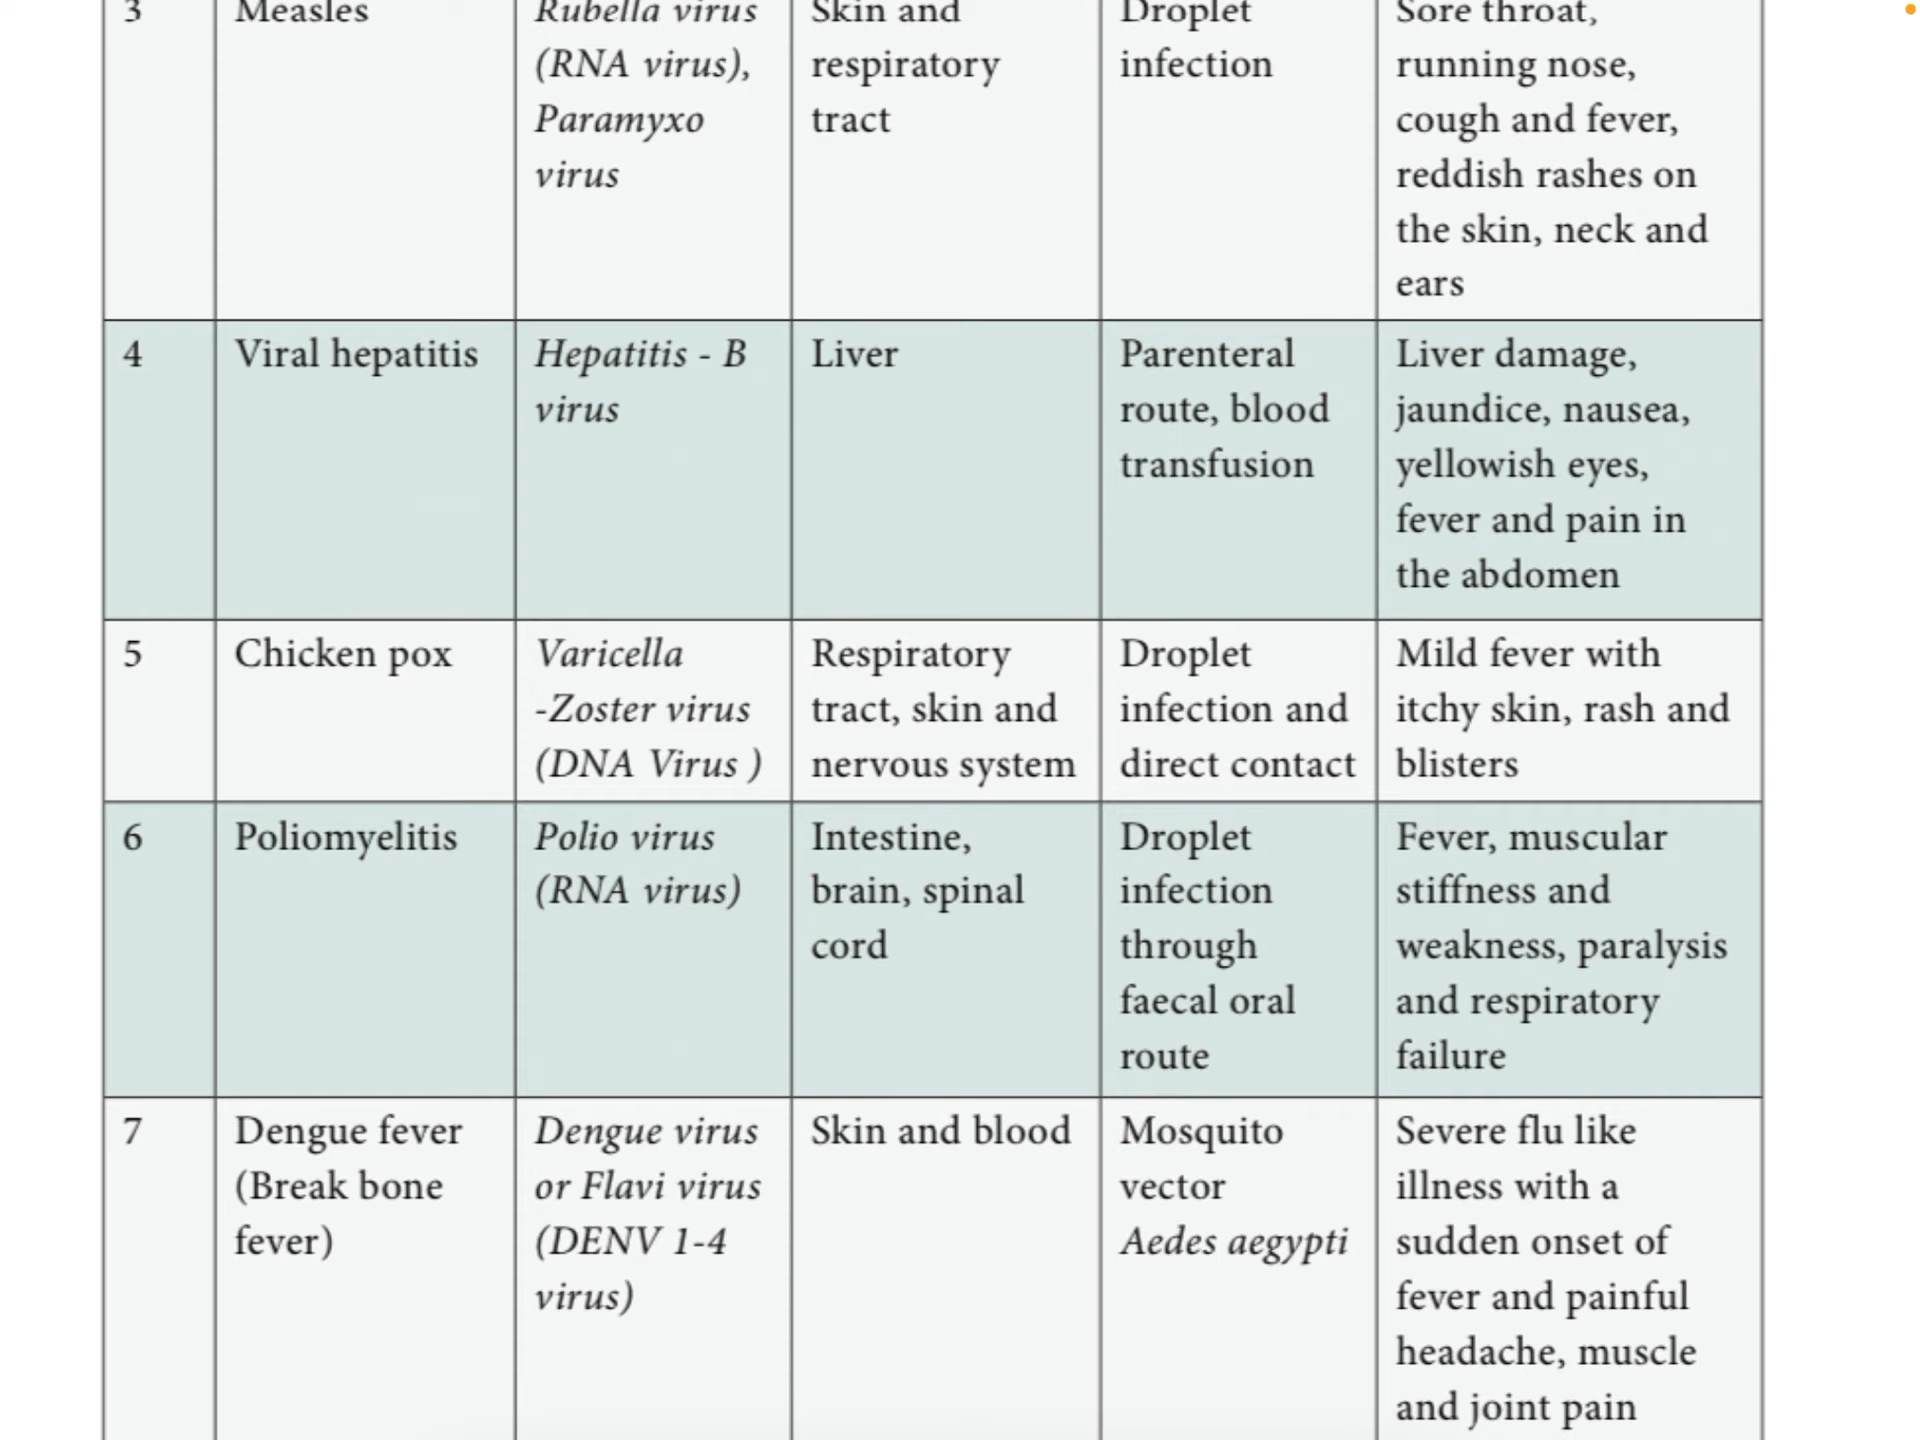 3
Measles
Rubella virus
(RNA virus),
Paramyxo
virus
Skin and
respiratory
tract
Droplet
infection
Sore throat,
running nose,
cough and fever,
reddish rashes on
the skin, neck and
ears
4
Viral hepatitis
Hepatitis - B
virus
Liver
Parenteral
route, blood
transfusion
Liver damage,
jaundice, nausea,
yellowish eyes,
fever and pain in
the abdomen
5
Chicken pox
Varicella
-Zoster virus
(DNA Virus )
Respiratory
tract, skin and
nervous system
Droplet
infection and
direct contact
Mild fever with
itchy skin, rash and
blisters
6
Poliomyelitis
Polio virus
(RNA virus)
Intestine,
brain, spinal
cord
Droplet
infection
through
faecal oral
route
Fever, muscular
stiffness and
weakness, paralysis
and respiratory
failure
7
Dengue fever
(Break bone
fever)
Dengue virus
or Flavi virus
(DENV 1-4
virus)
Skin and blood
Mosquito
vector
Aedes aegypti
Severe flu like
illness with a
sudden onset of
fever and painful
headache, muscle
and joint pain